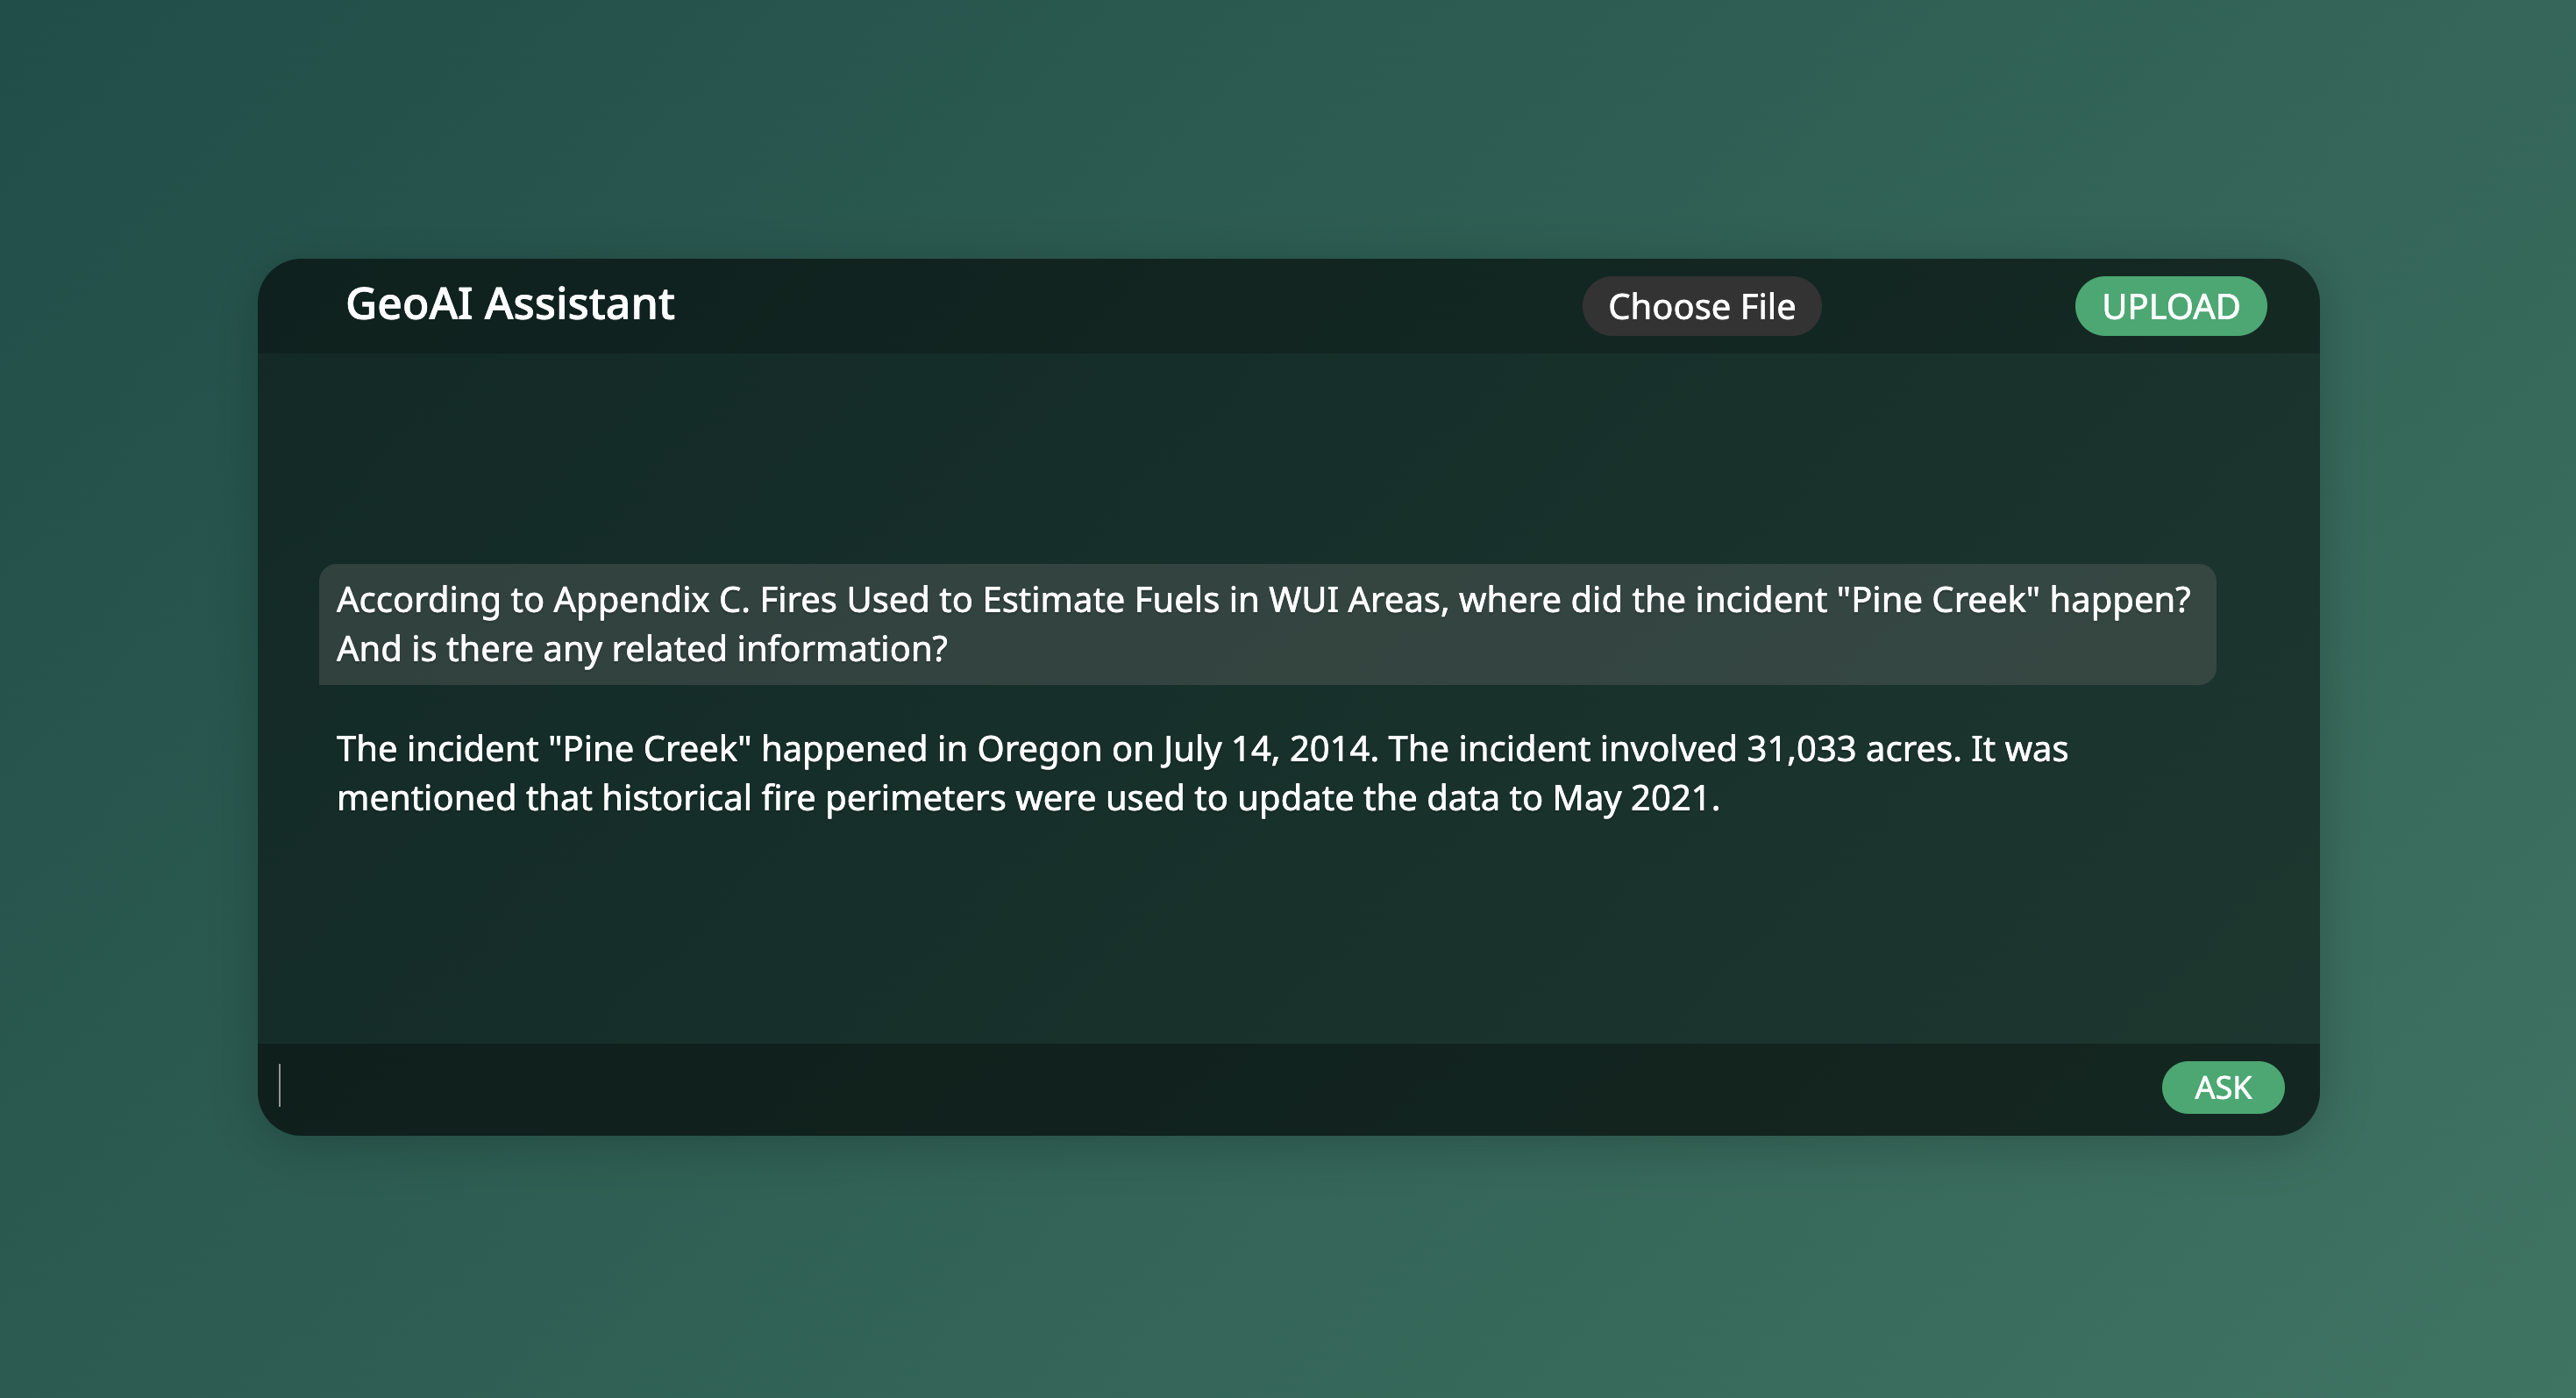 GeoAI Assistant
Choose File
UPLOAD
According to Appendix C. Fires Used to Estimate Fuels in WUI Areas, where did the incident "Pine Creek" happen?
And is there any related information?
The incident "Pine Creek" happened in Oregon on July 14, 2014. The incident involved 31,033 acres. It was
mentioned that historical fire perimeters were used to update the data to May 2021.
ASK